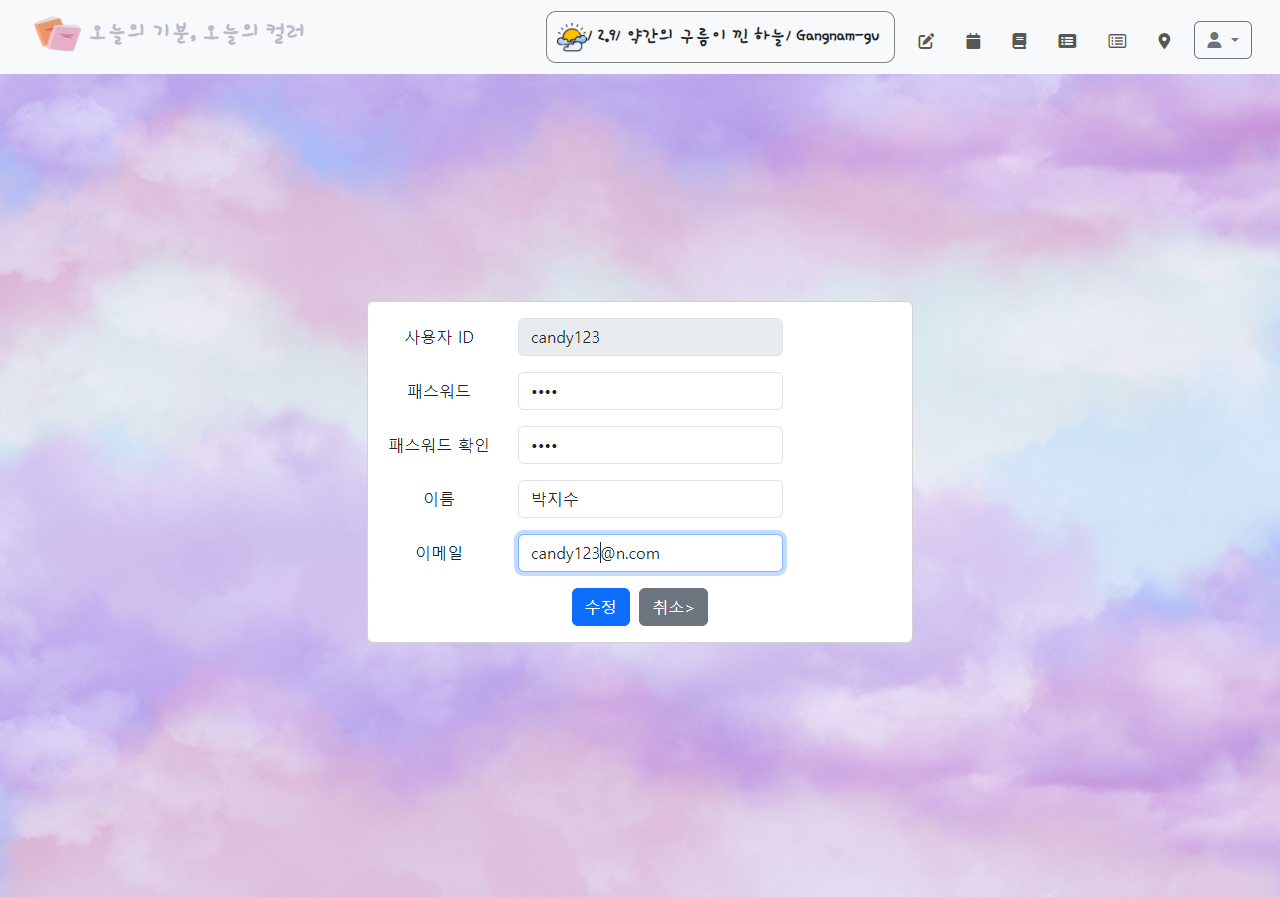 오늘의 기분, 오늘의 컬러
/ 2.9/ 약간의 구름이 낀 하늘/ Gangnam-gu
사용자 ID
candy123
패스워드
••••
패스워드 확인
••••
이름
박지수
이메일
candy123@n.com
수정
취소>